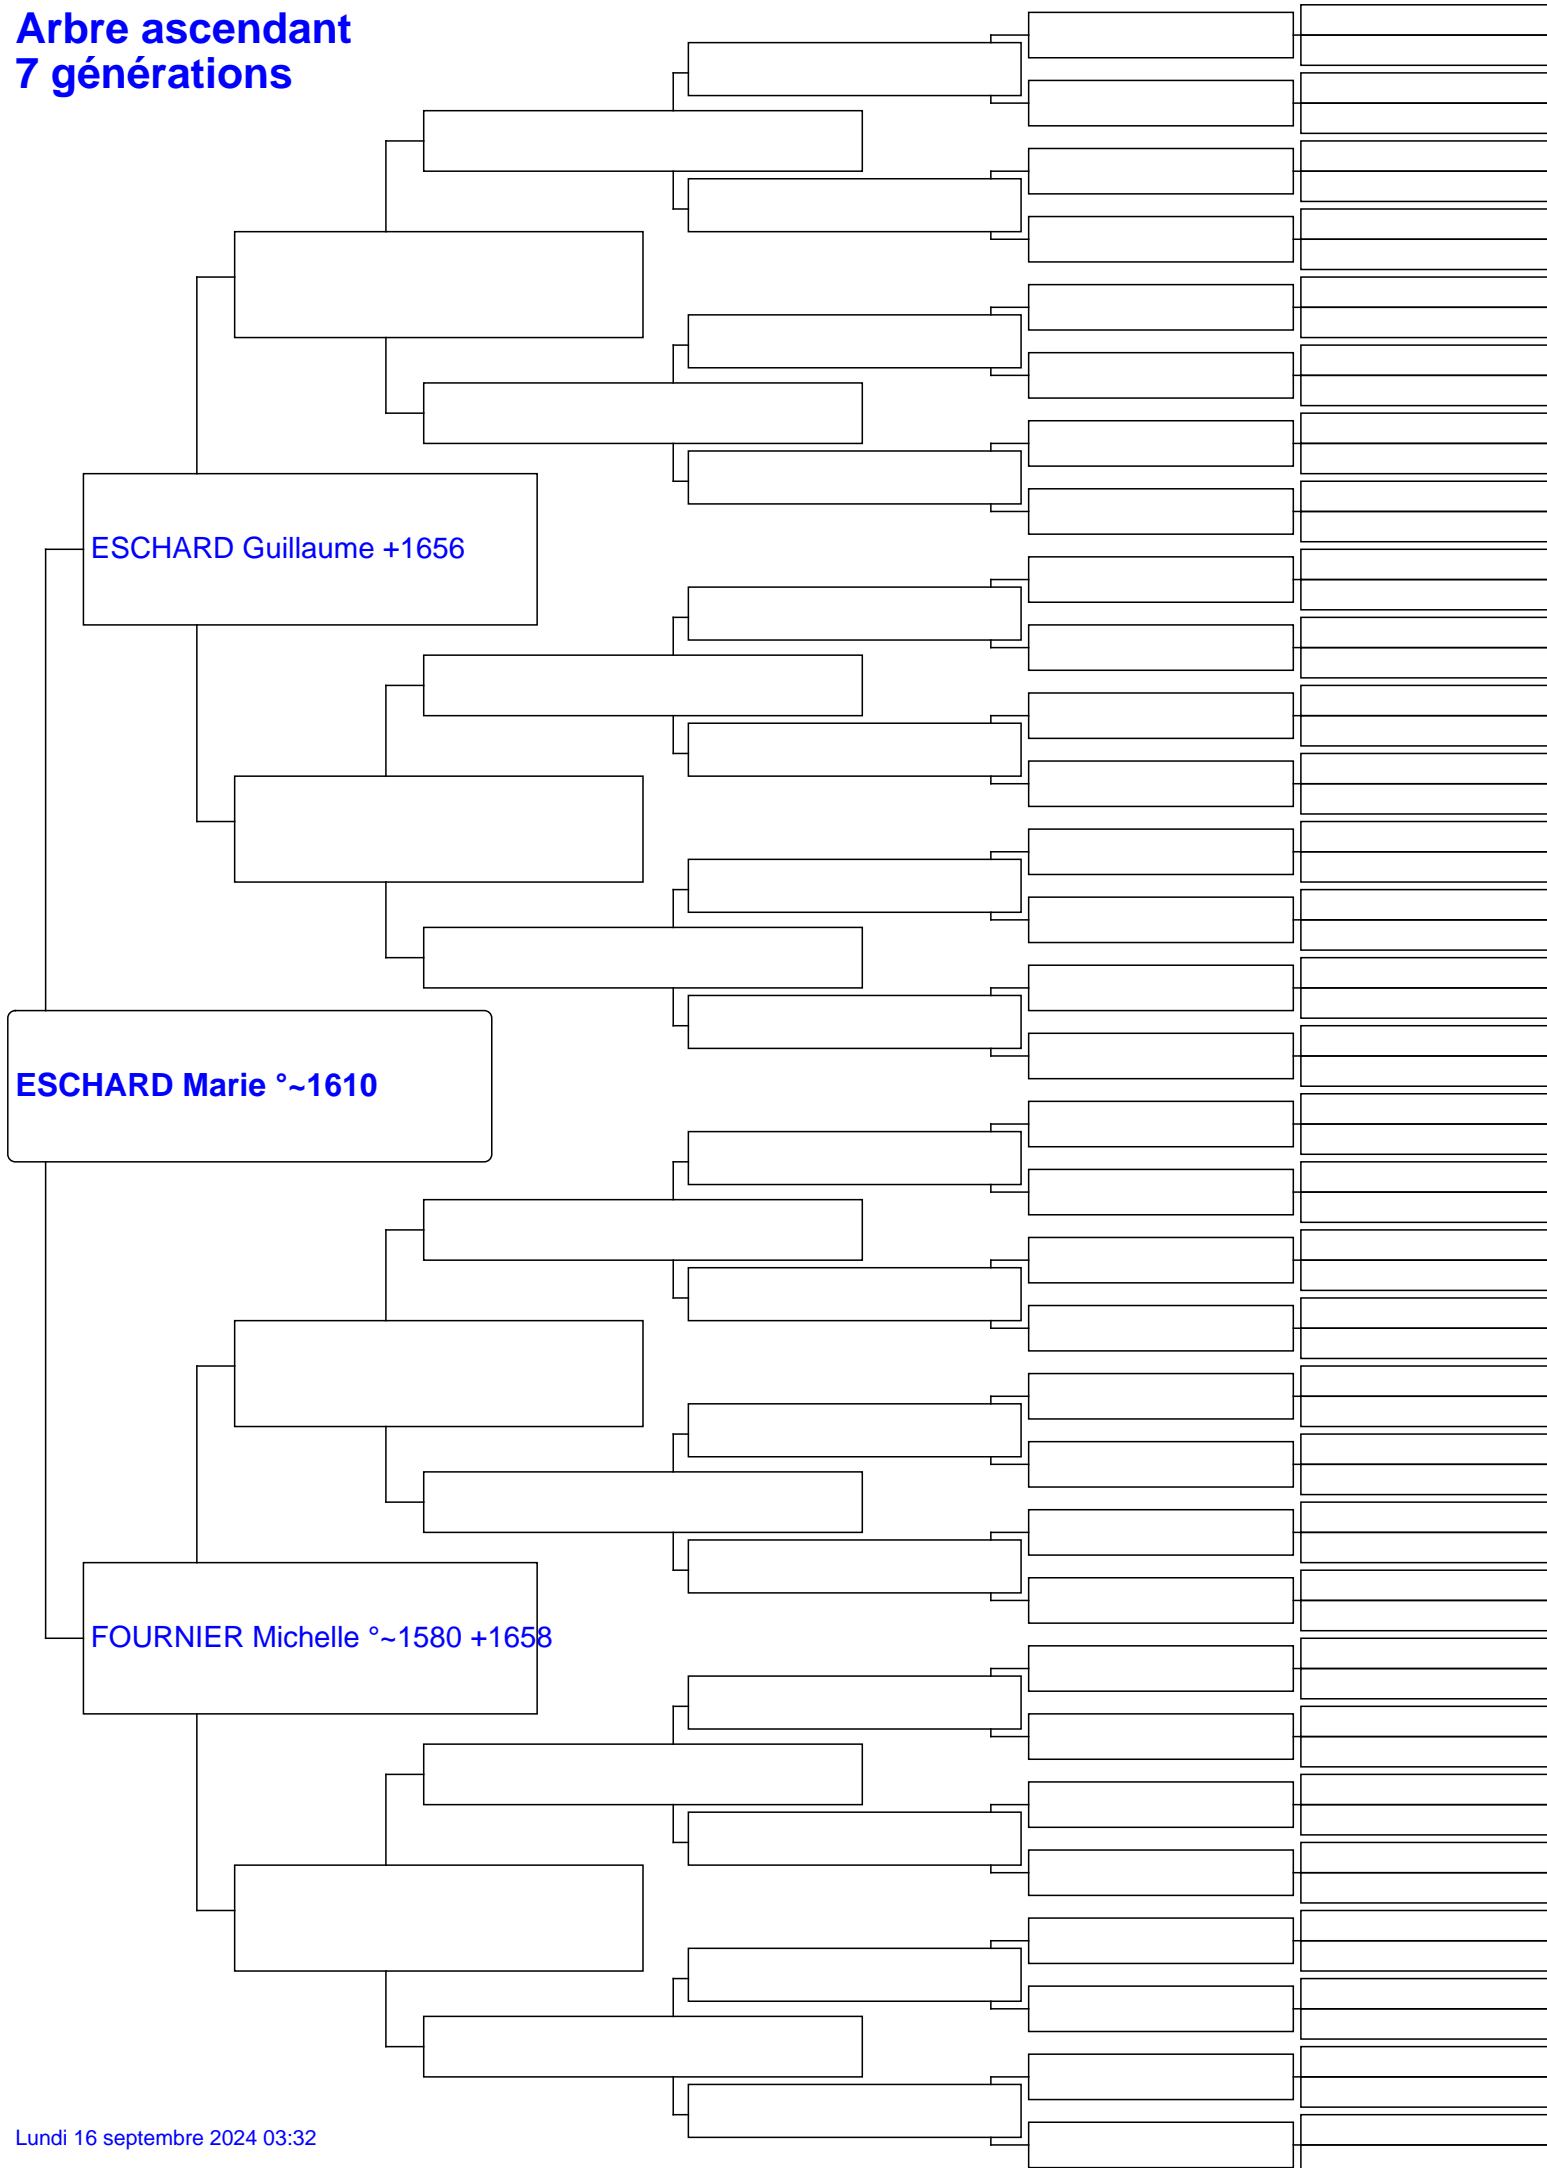 Arbre ascendant
7 générations
ESCHARD Guillaume +1656
ESCHARD Marie °~1610
FOURNIER Michelle °~1580 +1658
Lundi 16 septembre 2024 03:32